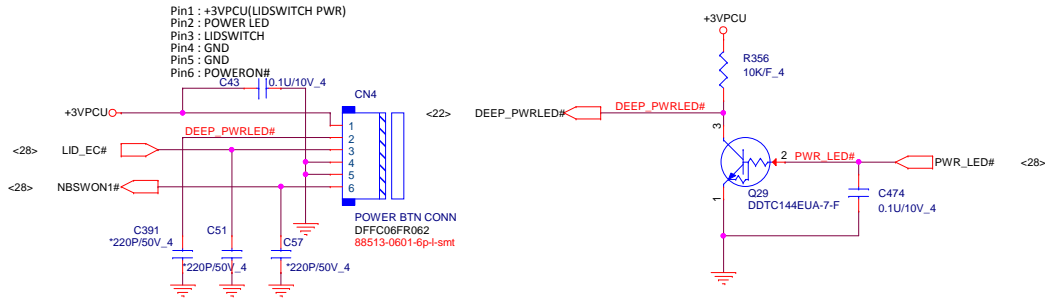 Pin1 : +3VPCU(LIDSWITCH PWR)
Pin2 : POWER LED
Pin3 : LIDSWITCH
Pin4 : GND
Pin5 : GND
Pin6 : POWERON#
C43
0.1U/10V_4
CN4
+3VPCU
DEEP_PWRLED#
<28>
LID_EC#
<28>
NBSWON1#
1
2
3
4
5
6
POWER BTN CONN
DFFC06FR062
88513-0601-6p-l-smt
C391
*220P/50V_4
C51
*220P/50V_4
C57
*220P/50V_4
+3VPCU
R356
10K/F_4
<22>
DEEP_PWRLED#
DEEP_PWRLED#
3
2
PWR_LED#
PWR_LED#
<28>
1
Q29
DDTC144EUA-7-F
C474
0.1U/10V_4